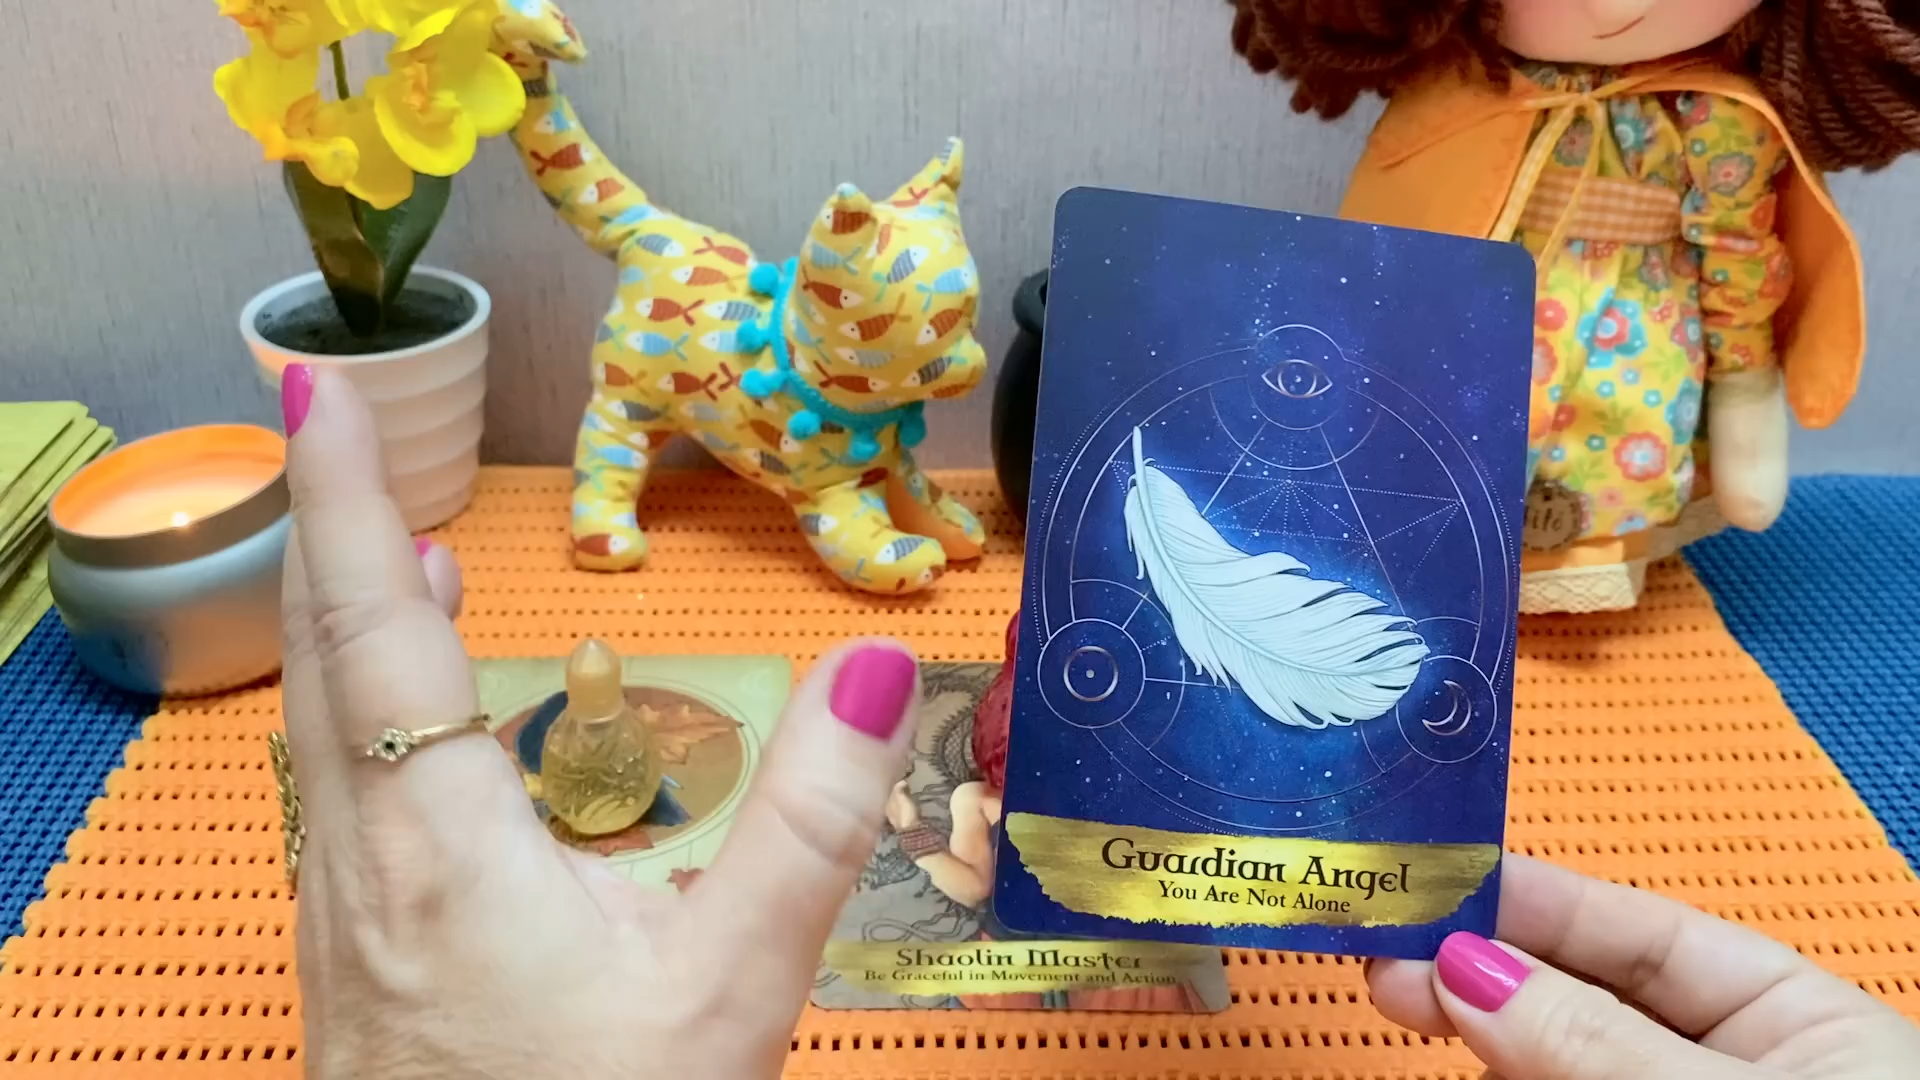 Guardian Angel
You Are Not Alone
Shaolin Master
Be Graceful in Movement and Action